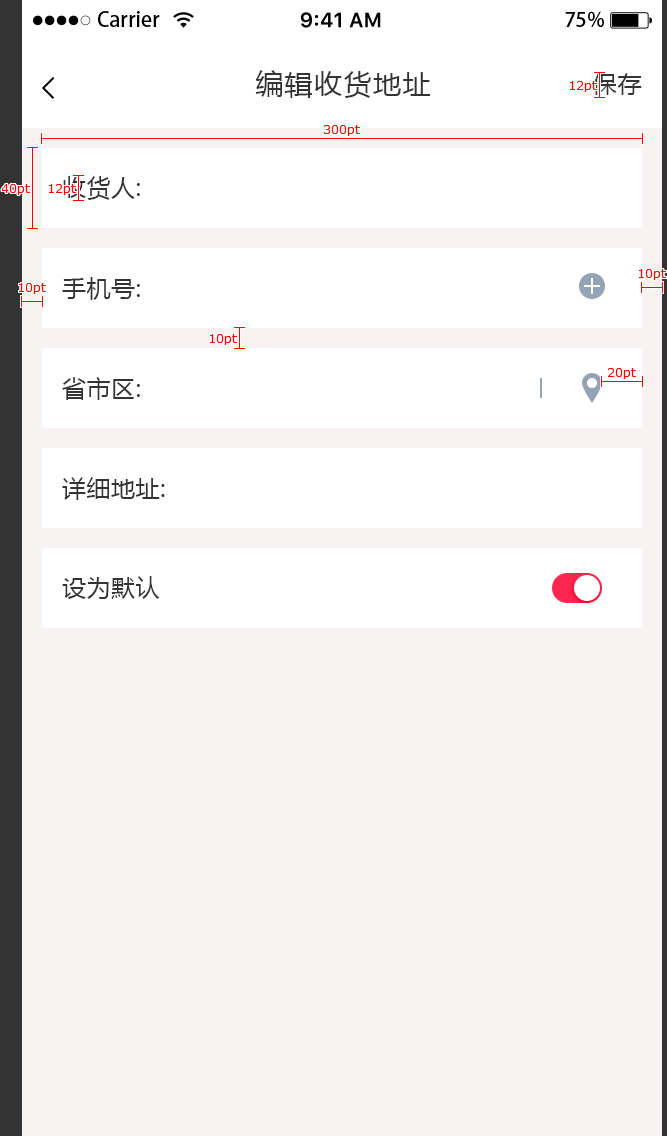 Carrier 9:41 AM 75%
编辑收货地址 12pt 保存
300pt
40pt 12pt 收货人:
手机号:
10pt 10pt
10pt
省市区: 20pt
详细地址:
设为默认